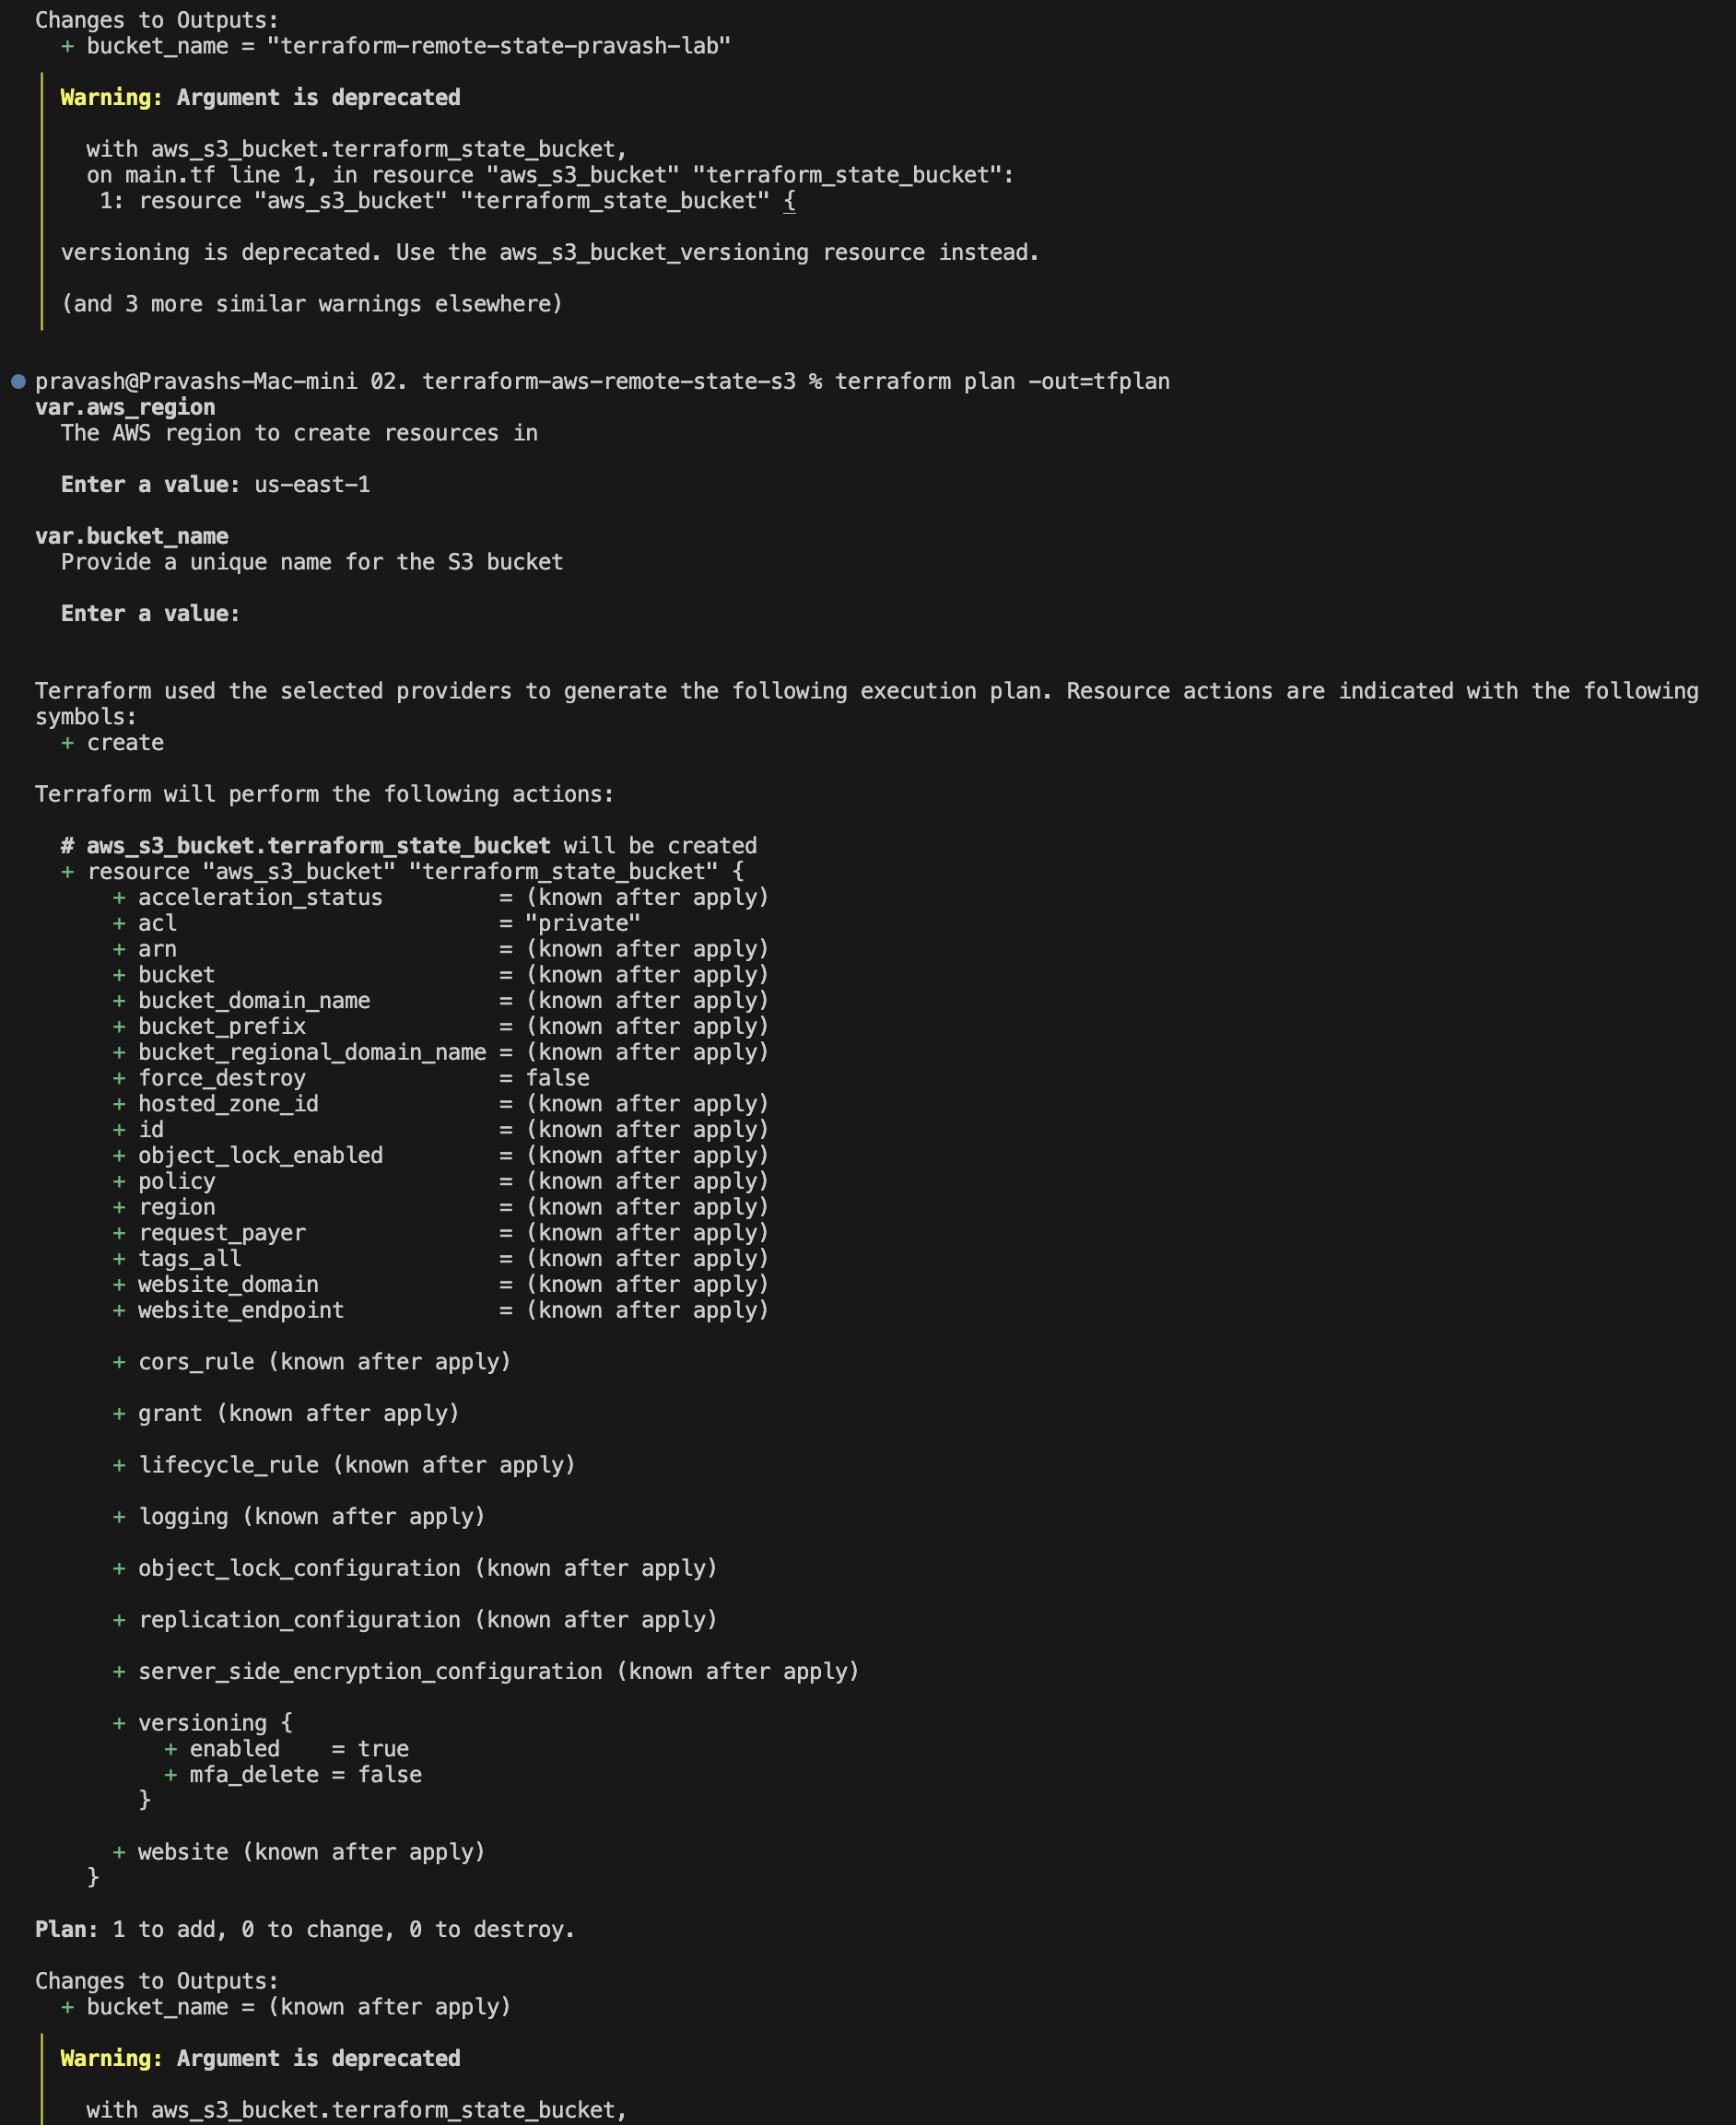 Changes to Outputs:
  + bucket_name = "terraform-remote-state-pravash-lab"
Warning: Argument is deprecated
  with aws_s3_bucket.terraform_state_bucket,
  on main.tf line 1, in resource "aws_s3_bucket" "terraform_state_bucket":
   1: resource "aws_s3_bucket" "terraform_state_bucket" {
versioning is deprecated. Use the aws_s3_bucket_versioning resource instead.
(and 3 more similar warnings elsewhere)
pravash@Pravashs-Mac-mini 02. terraform-aws-remote-state-s3 % terraform plan -out=tfplan
var.aws_region
  The AWS region to create resources in
  Enter a value: us-east-1
var.bucket_name
  Provide a unique name for the S3 bucket
  Enter a value:
Terraform used the selected providers to generate the following execution plan. Resource actions are indicated with the following
symbols:
  + create
Terraform will perform the following actions:
  # aws_s3_bucket.terraform_state_bucket will be created
  + resource "aws_s3_bucket" "terraform_state_bucket" {
      + acceleration_status         = (known after apply)
      + acl                         = "private"
      + arn                         = (known after apply)
      + bucket                      = (known after apply)
      + bucket_domain_name          = (known after apply)
      + bucket_prefix               = (known after apply)
      + bucket_regional_domain_name = (known after apply)
      + force_destroy               = false
      + hosted_zone_id              = (known after apply)
      + id                          = (known after apply)
      + object_lock_enabled         = (known after apply)
      + policy                      = (known after apply)
      + region                      = (known after apply)
      + request_payer               = (known after apply)
      + tags_all                    = (known after apply)
      + website_domain              = (known after apply)
      + website_endpoint            = (known after apply)
      + cors_rule (known after apply)
      + grant (known after apply)
      + lifecycle_rule (known after apply)
      + logging (known after apply)
      + object_lock_configuration (known after apply)
      + replication_configuration (known after apply)
      + server_side_encryption_configuration (known after apply)
      + versioning {
          + enabled    = true
          + mfa_delete = false
        }
      + website (known after apply)
    }
Plan: 1 to add, 0 to change, 0 to destroy.
Changes to Outputs:
  + bucket_name = (known after apply)
Warning: Argument is deprecated
  with aws_s3_bucket.terraform_state_bucket,